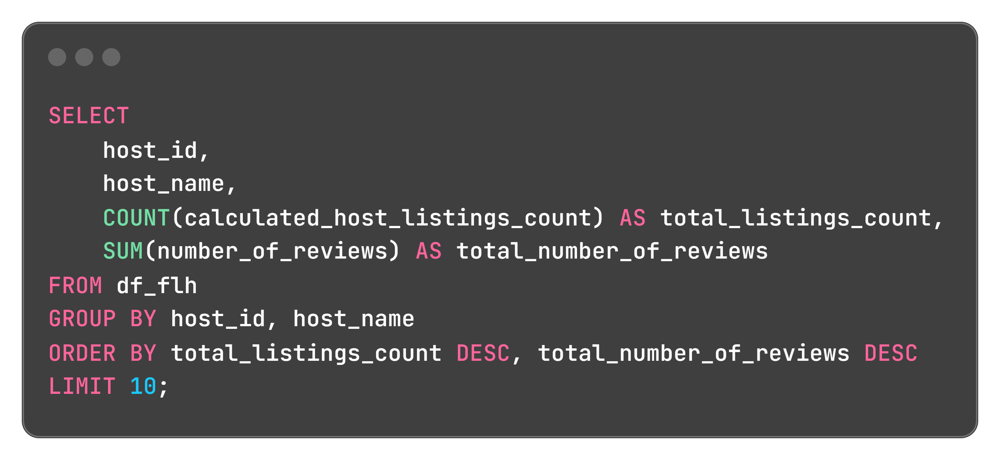 SELECT
    host_id,
    host_name,
    COUNT(calculated_host_listings_count) AS total_listings_count,
    SUM(number_of_reviews) AS total_number_of_reviews
FROM df_flh
GROUP BY host_id, host_name
ORDER BY total_listings_count DESC, total_number_of_reviews DESC
LIMIT 10;